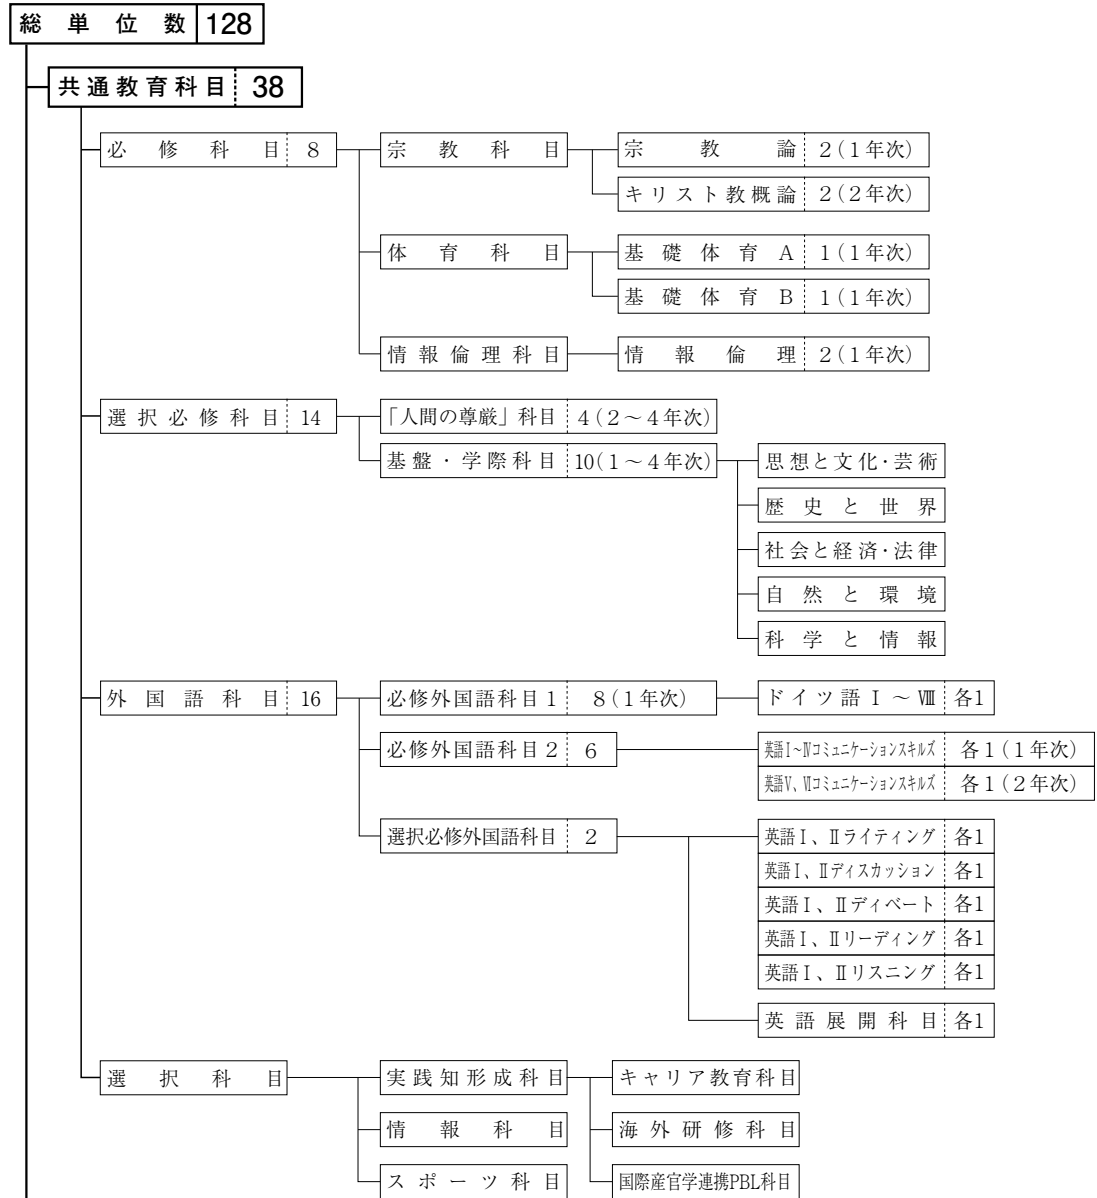 総単位数 128
共通教育科目 38
必修科目 8 宗教科目 宗教論 2(1年次)
キリスト教概論 2(2年次)
体育科目 基礎体育A 1(1年次)
基礎体育B 1(1年次)
情報倫理科目 情報倫理 2(1年次)
選択必修科目 14 「人間の尊厳」科目 4(2～4年次)
基盤・学際科目 10(1～4年次) 思想と文化・芸術
歴史と世界
社会と経済・法律
自然と環境
科学と情報
外国語科目 16 必修外国語科目1 8(1年次) ドイツ語Ⅰ～Ⅷ 各1
必修外国語科目2 6 英語Ⅰ～Ⅳコミュニケーションスキルズ 各1(1年次)
英語Ⅴ、Ⅵコミュニケーションスキルズ 各1(2年次)
選択必修外国語科目 2 英語Ⅰ、Ⅱライティング 各1
英語Ⅰ、Ⅱディスカッション 各1
英語Ⅰ、Ⅱディベート 各1
英語Ⅰ、Ⅱリーディング 各1
英語Ⅰ、Ⅱリスニング 各1
英語展開科目 各1
選択科目 実践知形成科目 キャリア教育科目
情報科目 海外研修科目
スポーツ科目 国際産官学連携PBL科目